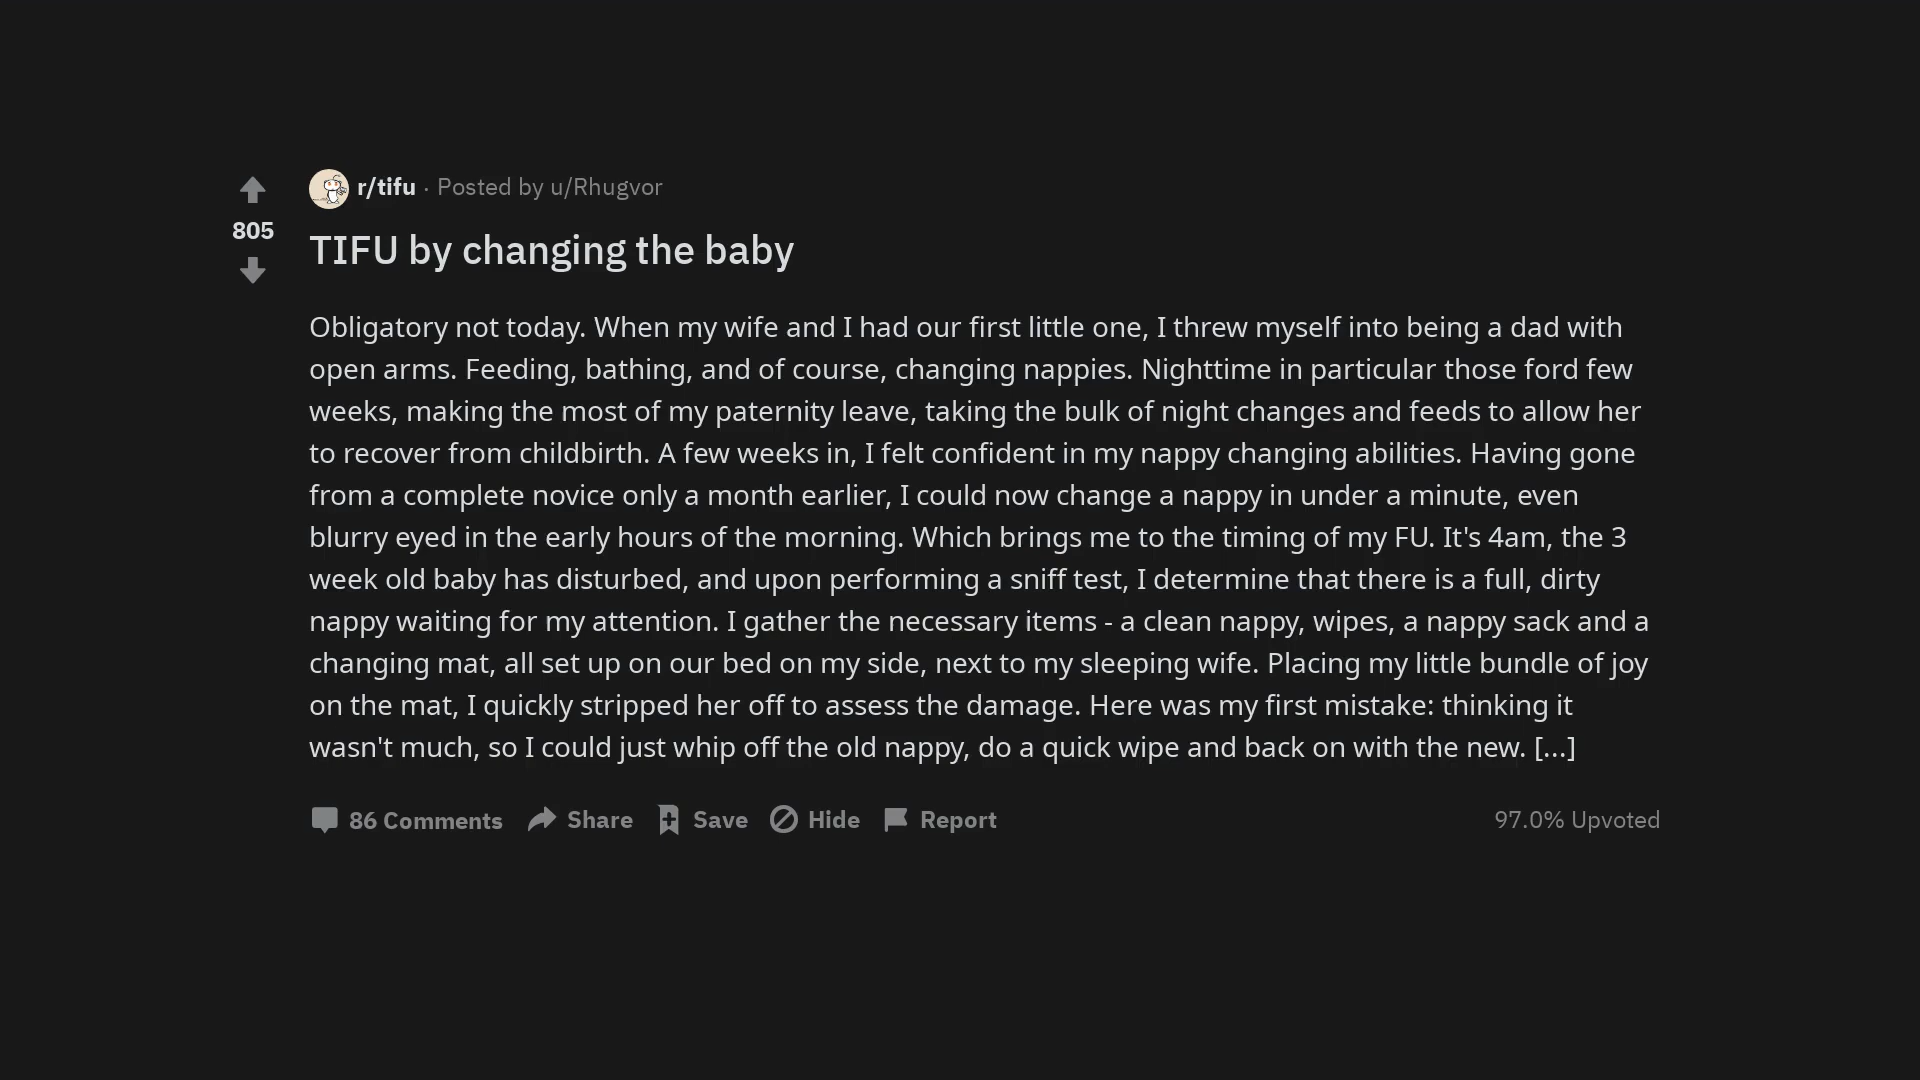 r/tifu · Posted by u/Rhugvor
805
TIFU by changing the baby
Obligatory not today. When my wife and I had our first little one, I threw myself into being a dad with
open arms. Feeding, bathing, and of course, changing nappies. Nighttime in particular those ford few
weeks, making the most of my paternity leave, taking the bulk of night changes and feeds to allow her
to recover from childbirth. A few weeks in, I felt confident in my nappy changing abilities. Having gone
from a complete novice only a month earlier, I could now change a nappy in under a minute, even
blurry eyed in the early hours of the morning. Which brings me to the timing of my FU. It's 4am, the 3
week old baby has disturbed, and upon performing a sniff test, I determine that there is a full, dirty
nappy waiting for my attention. I gather the necessary items - a clean nappy, wipes, a nappy sack and a
changing mat, all set up on our bed on my side, next to my sleeping wife. Placing my little bundle of joy
on the mat, I quickly stripped her off to assess the damage. Here was my first mistake: thinking it
wasn't much, so I could just whip off the old nappy, do a quick wipe and back on with the new. [...]
86 Comments Share Save Hide Report 97.0% Upvoted